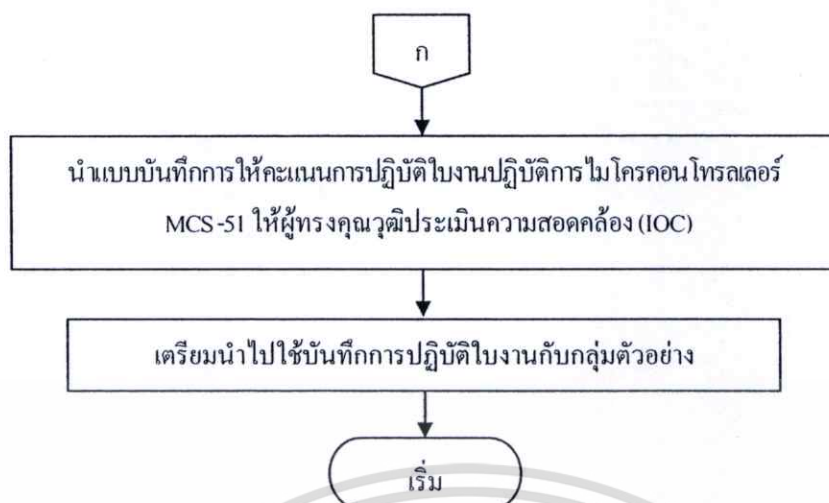 ก
นำแบบบันทึกการให้คะแนนการปฏิบัติใบงานปฏิบัติการไมโครคอนโทรลเลอร์
MCS-51 ให้ผู้ทรงคุณวุฒิประเมินความสอดคล้อง (IOC)
เตรียมนำไปใช้บันทึกการปฏิบัติใบงานกับกลุ่มตัวอย่าง
เริ่ม